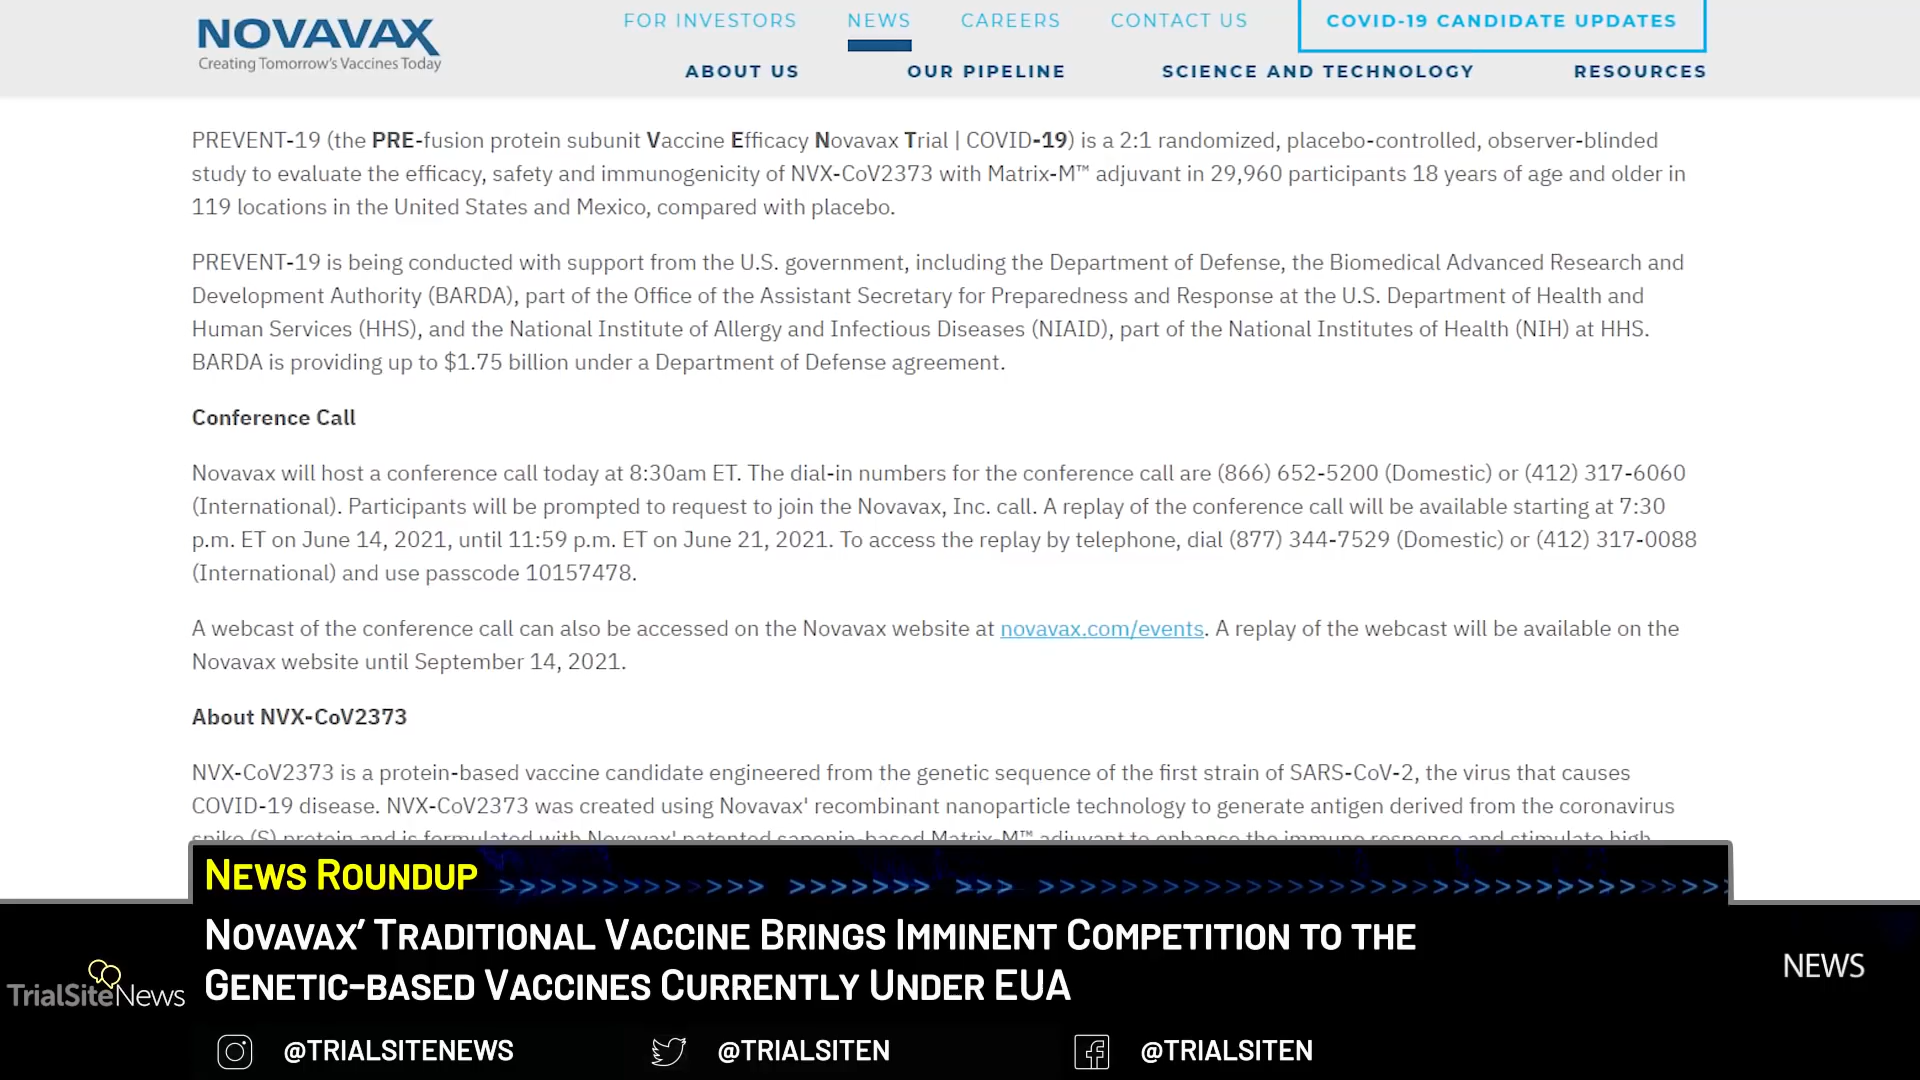 NOVAVAX
Creating Tomorrow's Vaccines Today
FOR INVESTORS NEWS CAREERS CONTACT US COVID-19 CANDIDATE UPDATES
ABOUT US OUR PIPELINE SCIENCE AND TECHNOLOGY RESOURCES
PREVENT-19 (the PRE-fusion protein subunit Vaccine Efficacy Novavax Trial | COVID-19) is a 2:1 randomized, placebo-controlled, observer-blinded
study to evaluate the efficacy, safety and immunogenicity of NVX-CoV2373 with Matrix-M™ adjuvant in 29,960 participants 18 years of age and older in
119 locations in the United States and Mexico, compared with placebo.
PREVENT-19 is being conducted with support from the U.S. government, including the Department of Defense, the Biomedical Advanced Research and
Development Authority (BARDA), part of the Office of the Assistant Secretary for Preparedness and Response at the U.S. Department of Health and
Human Services (HHS), and the National Institute of Allergy and Infectious Diseases (NIAID), part of the National Institutes of Health (NIH) at HHS.
BARDA is providing up to $1.75 billion under a Department of Defense agreement.
Conference Call
Novavax will host a conference call today at 8:30am ET. The dial-in numbers for the conference call are (866) 652-5200 (Domestic) or (412) 317-6060
(International). Participants will be prompted to request to join the Novavax, Inc. call. A replay of the conference call will be available starting at 7:30
p.m. ET on June 14, 2021, until 11:59 p.m. ET on June 21, 2021. To access the replay by telephone, dial (877) 344-7529 (Domestic) or (412) 317-0088
(International) and use passcode 10157478.
A webcast of the conference call can also be accessed on the Novavax website at novavax.com/events. A replay of the webcast will be available on the
Novavax website until September 14, 2021.
About NVX-CoV2373
NVX-CoV2373 is a protein-based vaccine candidate engineered from the genetic sequence of the first strain of SARS-CoV-2, the virus that causes
COVID-19 disease. NVX-CoV2373 was created using Novavax' recombinant nanoparticle technology to generate antigen derived from the coronavirus
spike (S) protein and is formulated with Novavax' patented saponin-based Matrix-M™ adjuvant to enhance the immune response and stimulate high
NEWS ROUNDUP
NOVAVAX’ TRADITIONAL VACCINE BRINGS IMMINENT COMPETITION TO THE
GENETIC-BASED VACCINES CURRENTLY UNDER EUA
TrialSiteNews
NEWS
@TRIALSITENEWS @TRIALSITEN @TRIALSITEN